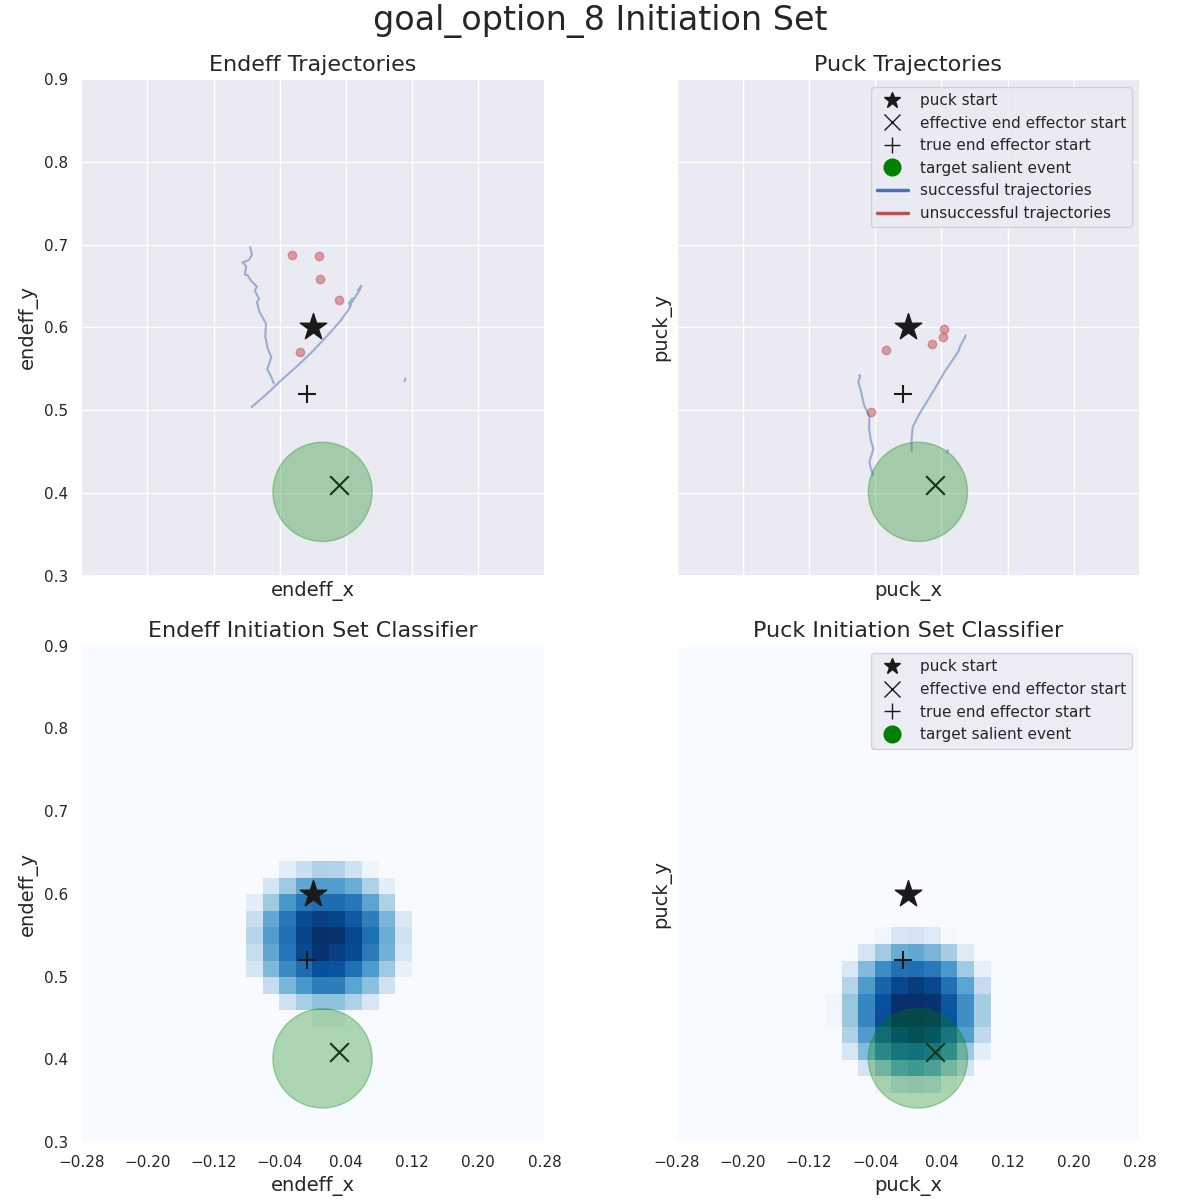 goal_option_8 Initiation Set
Endeff Trajectories
0.9
0.8
0.7
0.6
0.5
0.4
0.3
endeff_y
endeff_x
Puck Trajectories
puck start
effective end effector start
true end effector start
target salient event
successful trajectories
unsuccessful trajectories
puck_y
puck_x
Endeff Initiation Set Classifier
0.9
0.8
0.7
0.6
0.5
0.4
0.3
endeff_y
−0.28 −0.20 −0.12 −0.04 0.04 0.12 0.20 0.28
endeff_x
Puck Initiation Set Classifier
puck start
effective end effector start
true end effector start
target salient event
puck_y
−0.28 −0.20 −0.12 −0.04 0.04 0.12 0.20 0.28
puck_x